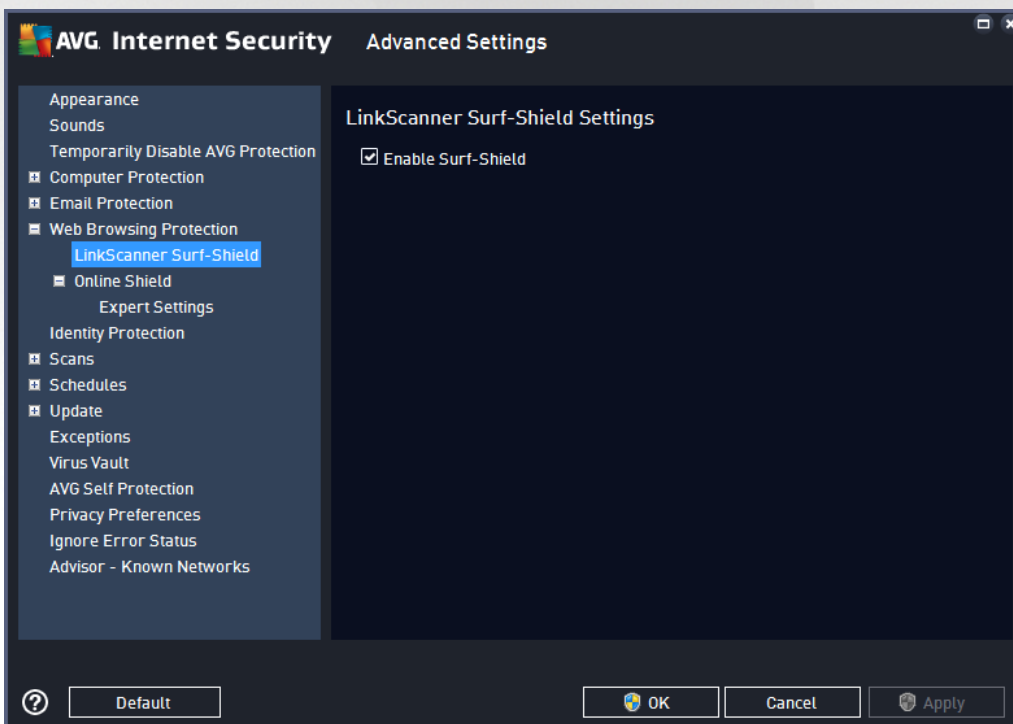 AVG. Internet Security Advanced Settings
Appearance
Sounds
Temporarily Disable AVG Protection
Computer Protection
Email Protection
Web Browsing Protection
LinkScanner Surf-Shield
Online Shield
Expert Settings
Identity Protection
Scans
Schedules
Update
Exceptions
Virus Vault
AVG Self Protection
Privacy Preferences
Ignore Error Status
Advisor - Known Networks
LinkScanner Surf-Shield Settings
Enable Surf-Shield
? Default OK Cancel Apply